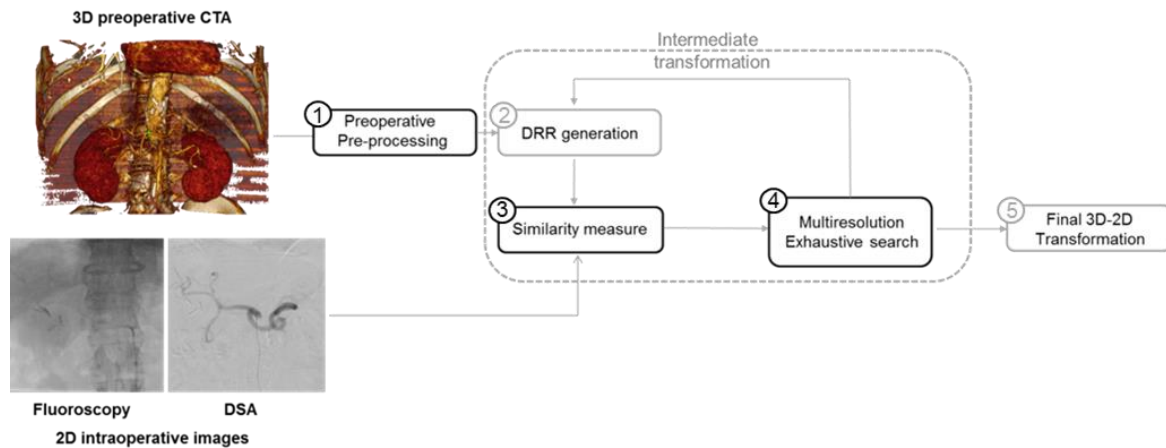 3D preoperative CTA
Intermediate
transformation
1
Preoperative
Pre-processing
2
DRR generation
3
Similarity measure
4
Multiresolution
Exhaustive search
5
Final 3D-2D
Transformation
Fluoroscopy
DSA
2D intraoperative images